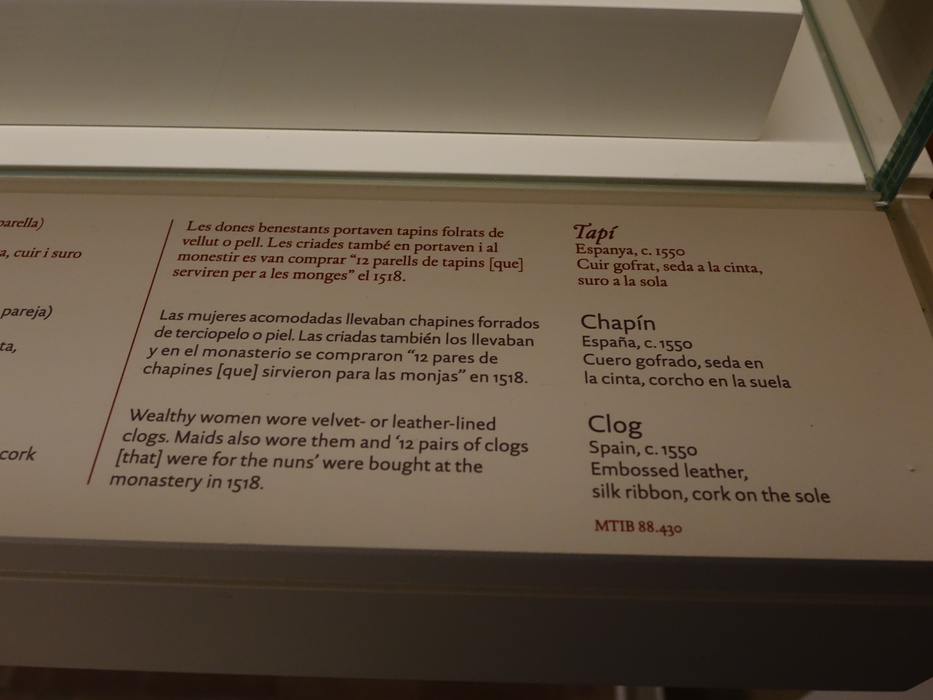 parella)
a, cuir i suro
pareja)
ta,
cork
Les dones benestants portaven tapins folrats de
vellut o pell. Les criades també en portaven i al
monestir es van comprar “12 parells de tapins [que]
serviren per a les monges” el 1518.
Las mujeres acomodadas llevaban chapines forrados
de terciopelo o piel. Las criadas también los llevaban
y en el monasterio se compraron “12 pares de
chapines [que] sirvieron para las monjas” en 1518.
Wealthy women wore velvet- or leather-lined
clogs. Maids also wore them and ‘12 pairs of clogs
[that] were for the nuns’ were bought at the
monastery in 1518.
Tapí
Espanya, c. 1550
Cuir gofrat, seda a la cinta,
suro a la sola
Chapín
España, c. 1550
Cuero gofrado, seda en
la cinta, corcho en la suela
Clog
Spain, c. 1550
Embossed leather,
silk ribbon, cork on the sole
MTIB 88.430